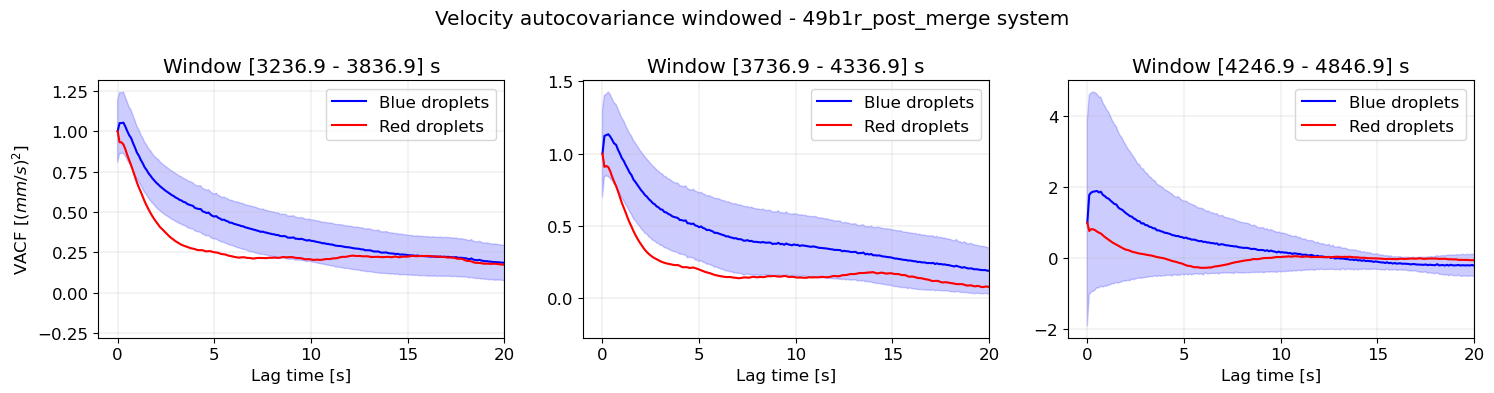 Velocity autocovariance windowed - 49b1r_post_merge system
Window [3236.9 - 3836.9] s
VACF [(mm/s)²]
1.25
1.00
0.75
0.50
0.25
0.00
−0.25
Blue droplets
Red droplets
0 5 10 15 20
Lag time [s]
Window [3736.9 - 4336.9] s
1.5
1.0
0.5
0.0
Blue droplets
Red droplets
0 5 10 15 20
Lag time [s]
Window [4246.9 - 4846.9] s
4
2
0
−2
Blue droplets
Red droplets
0 5 10 15 20
Lag time [s]